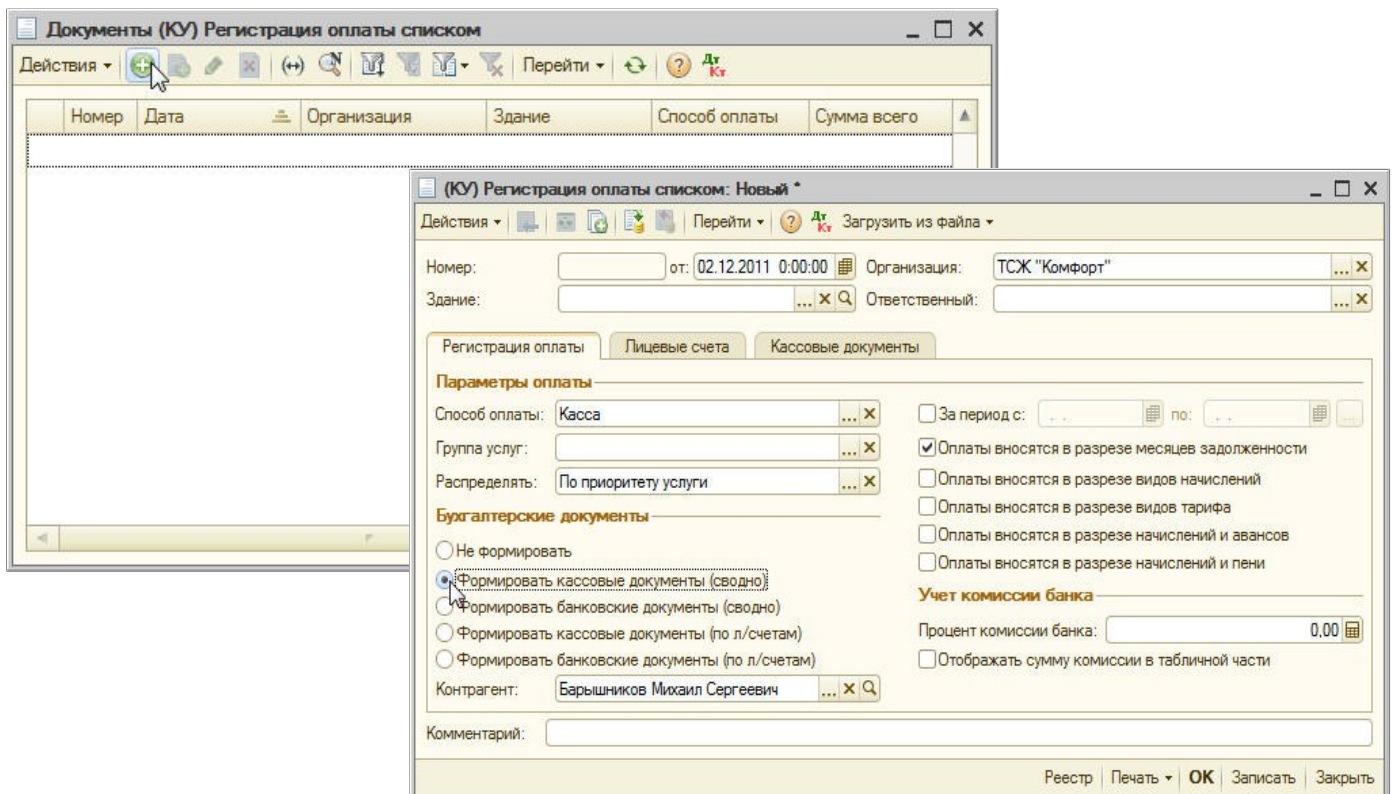 Документы (КУ) Регистрация оплаты списком
Действия Перейти Дт Кт
Номер Дата Организация Здание Способ оплаты Сумма всего
(КУ) Регистрация оплаты списком: Новый *
Действия Перейти Дт Кт Загрузить из файла
Номер: от: 02.12.2011 0:00:00 Организация: ТСЖ "Комфорт"
Здание: Ответственный:
Регистрация оплаты Лицевые счета Кассовые документы
Параметры оплаты
Способ оплаты: Касса За период с: . . по: . .
Группа услуг: Оплаты вносятся в разрезе месяцев задолженности
Распределять: По приоритету услуги Оплаты вносятся в разрезе видов начислений
Оплаты вносятся в разрезе видов тарифа
Бухгалтерские документы
Оплаты вносятся в разрезе начислений и авансов
Не формировать
Оплаты вносятся в разрезе начислений и пени
Формировать кассовые документы (сводно)
Учет комиссии банка
Формировать банковские документы (сводно)
Формировать кассовые документы (по л/счетам) Процент комиссии банка: 0,00
Формировать банковские документы (по л/счетам) Отображать сумму комиссии в табличной части
Контрагент: Барышников Михаил Сергеевич
Комментарий:
Реестр Печать OK Записать Закрыть